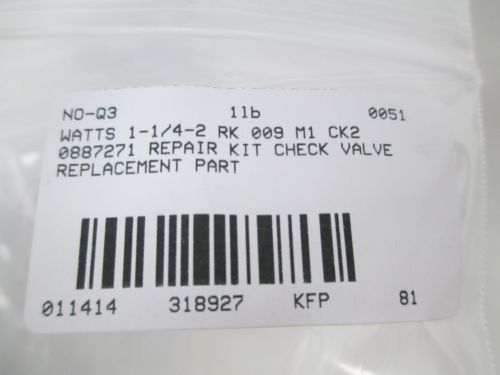 NO-Q3 1lb 0051
WATTS 1-1/4-2 RK 009 M1 CK2
0887271 REPAIR KIT CHECK VALVE
REPLACEMENT PART
011414 318927 KFP 81